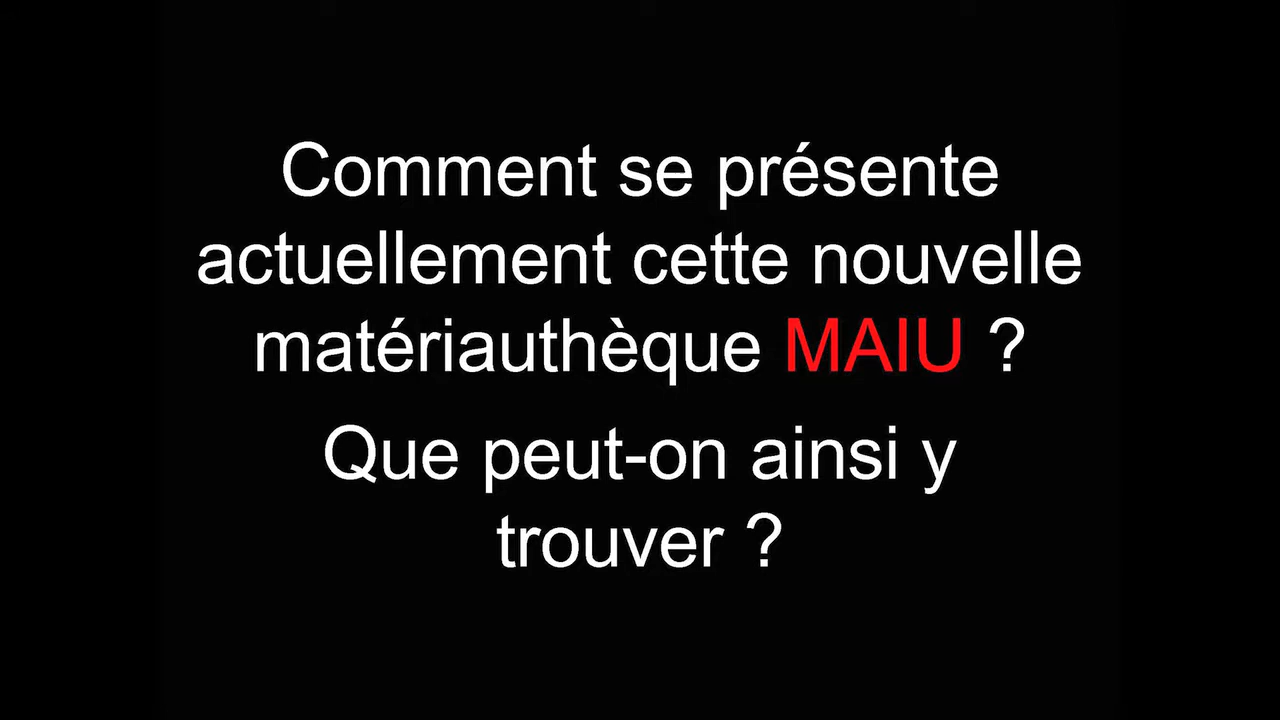 Comment se présente
actuellement cette nouvelle
matériauthèque MAIU ?
Que peut-on ainsi y
trouver ?